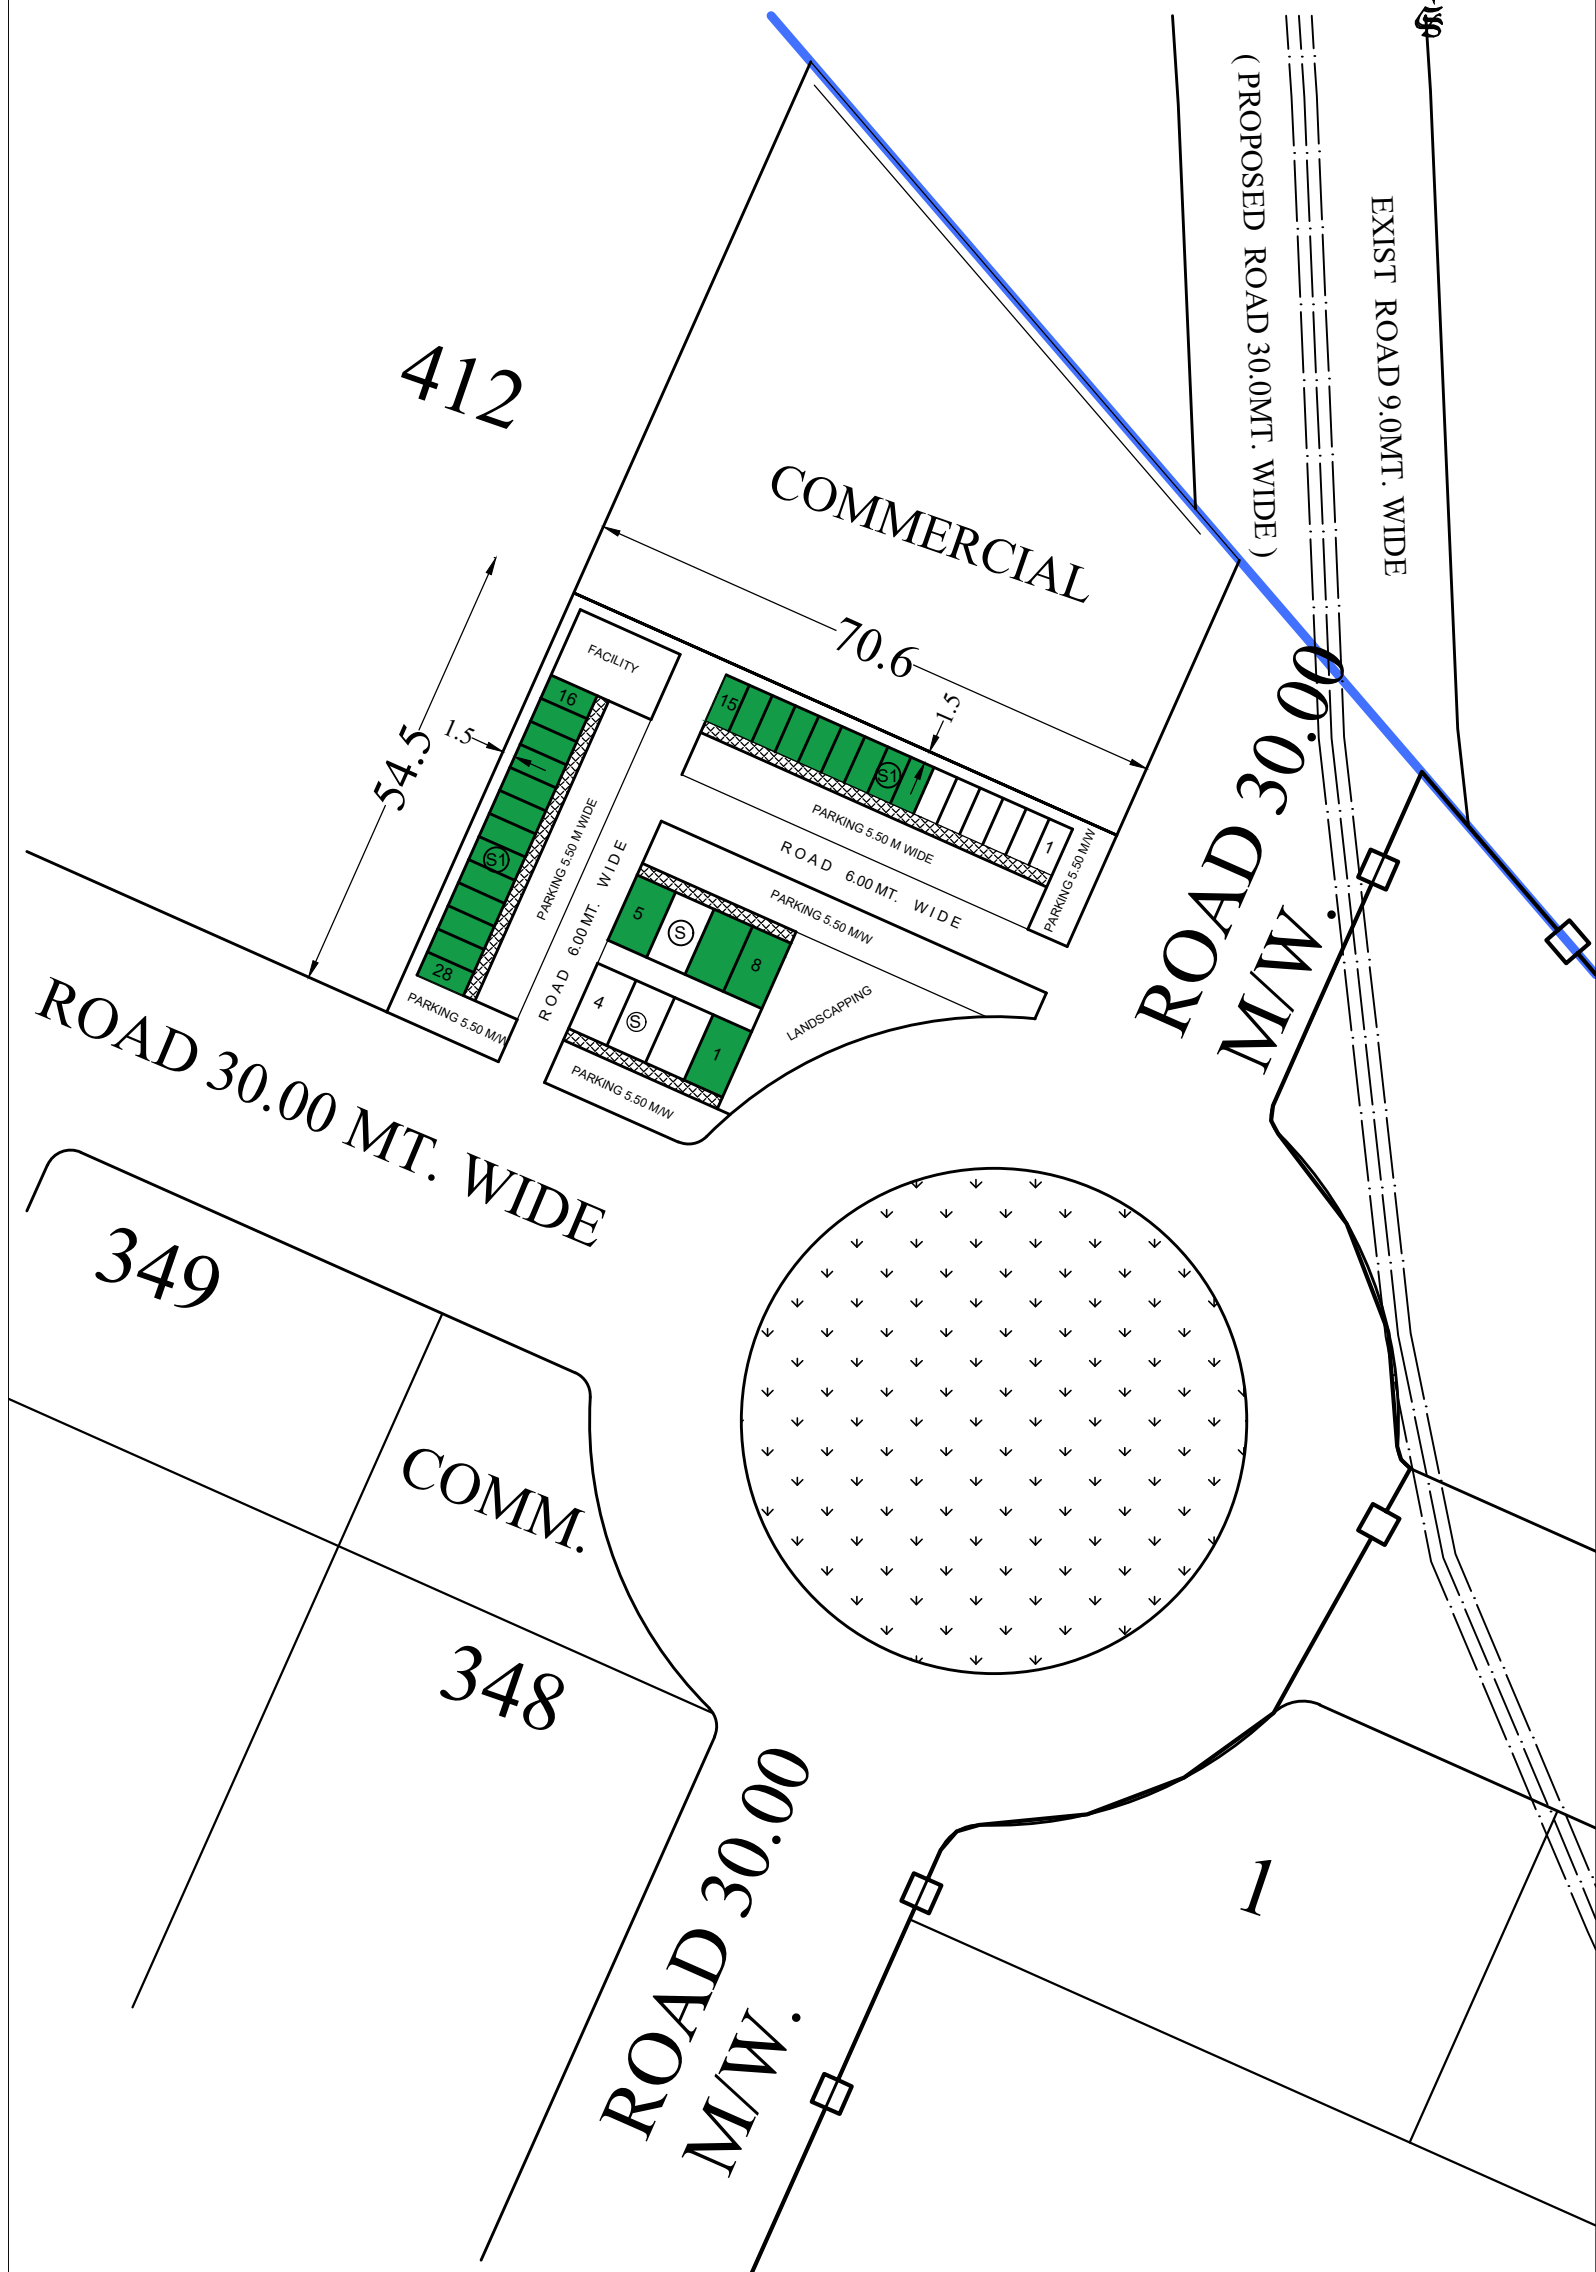 ( PROPOSED ROAD 30.0MT. WIDE )
EXIST ROAD 9.0MT. WIDE
412
COMMERCIAL
70.6
1.5
54.5
1.5
FACILITY
16
S1
28
PARKING 5.50 M WIDE
PARKING 5.50 M/W
ROAD 6.00 MT. WIDE
15
S1
1
PARKING 5.50 M WIDE
PARKING 5.50 M/W
ROAD 6.00 MT. WIDE
PARKING 5.50 M/W
5
S
8
4
S
1
LANDSCAPPING
PARKING 5.50 M/W
ROAD 30.00
M/W.
ROAD 30.00 MT. WIDE
349
COMM.
348
ROAD 30.00
M/W.
1